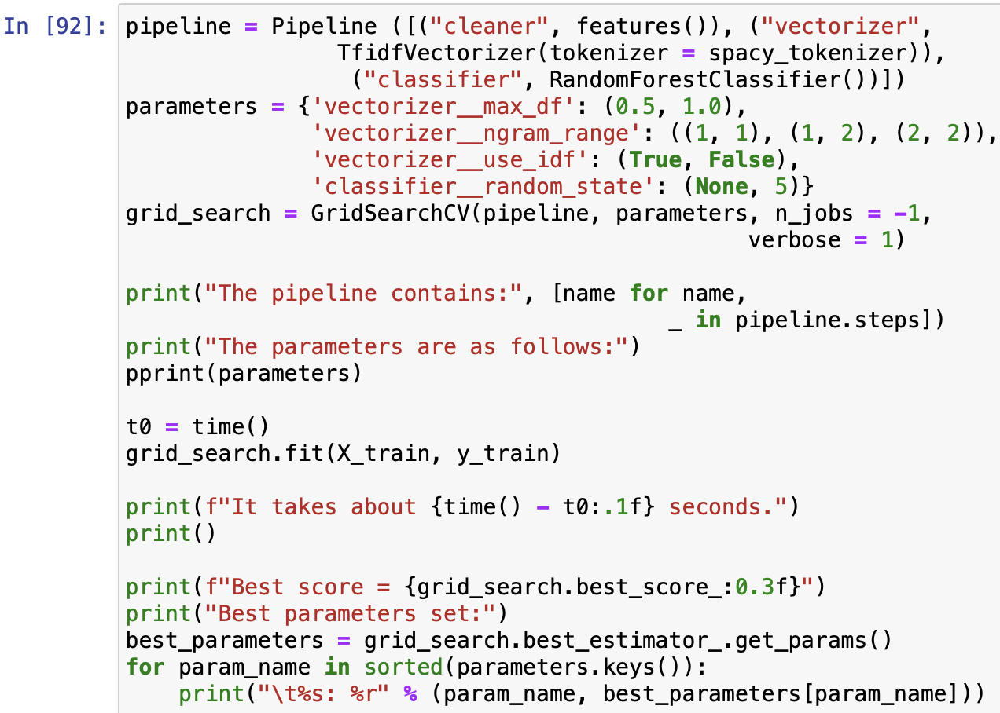 In [92]: pipeline = Pipeline ([("cleaner", features()), ("vectorizer",
TfidfVectorizer(tokenizer = spacy_tokenizer)),
("classifier", RandomForestClassifier())])
parameters = {'vectorizer__max_df': (0.5, 1.0),
'vectorizer__ngram_range': ((1, 1), (1, 2), (2, 2)),
'vectorizer__use_idf': (True, False),
'classifier__random_state': (None, 5)}
grid_search = GridSearchCV(pipeline, parameters, n_jobs = -1,
verbose = 1)
print("The pipeline contains:", [name for name,
_ in pipeline.steps])
print("The parameters are as follows:")
pprint(parameters)
t0 = time()
grid_search.fit(X_train, y_train)
print(f"It takes about {time() - t0:.1f} seconds.")
print()
print(f"Best score = {grid_search.best_score_:0.3f}")
print("Best parameters set:")
best_parameters = grid_search.best_estimator_.get_params()
for param_name in sorted(parameters.keys()):
print("\t%s: %r" % (param_name, best_parameters[param_name]))